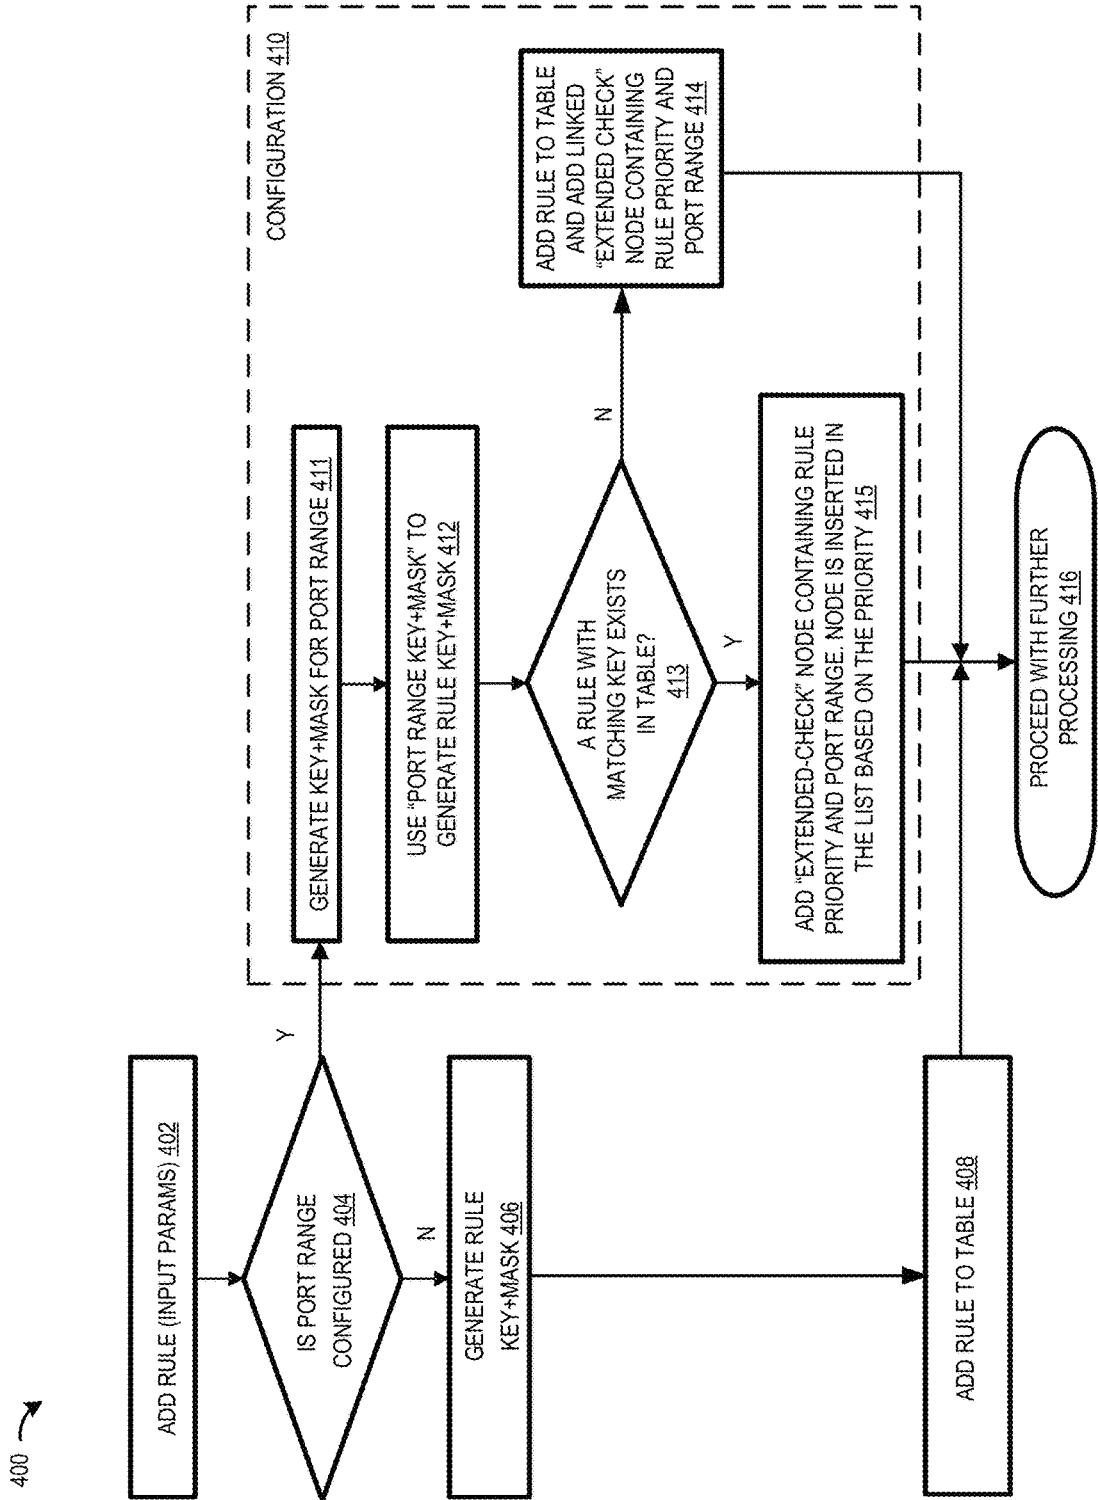 400
ADD RULE (INPUT PARAMS) 402
IS PORT RANGE
CONFIGURED 404
Y
N
GENERATE RULE
KEY+MASK 406
ADD RULE TO TABLE 408
CONFIGURATION 410
GENERATE KEY+MASK FOR PORT RANGE 411
USE "PORT RANGE KEY+MASK" TO
GENERATE RULE KEY+MASK 412
A RULE WITH
MATCHING KEY EXISTS
IN TABLE?
413
N
Y
ADD RULE TO TABLE
AND ADD LINKED
"EXTENDED CHECK"
NODE CONTAINING
RULE PRIORITY AND
PORT RANGE 414
ADD "EXTENDED-CHECK" NODE CONTAINING RULE
PRIORITY AND PORT RANGE. NODE IS INSERTED IN
THE LIST BASED ON THE PRIORITY 415
PROCEED WITH FURTHER
PROCESSING 416